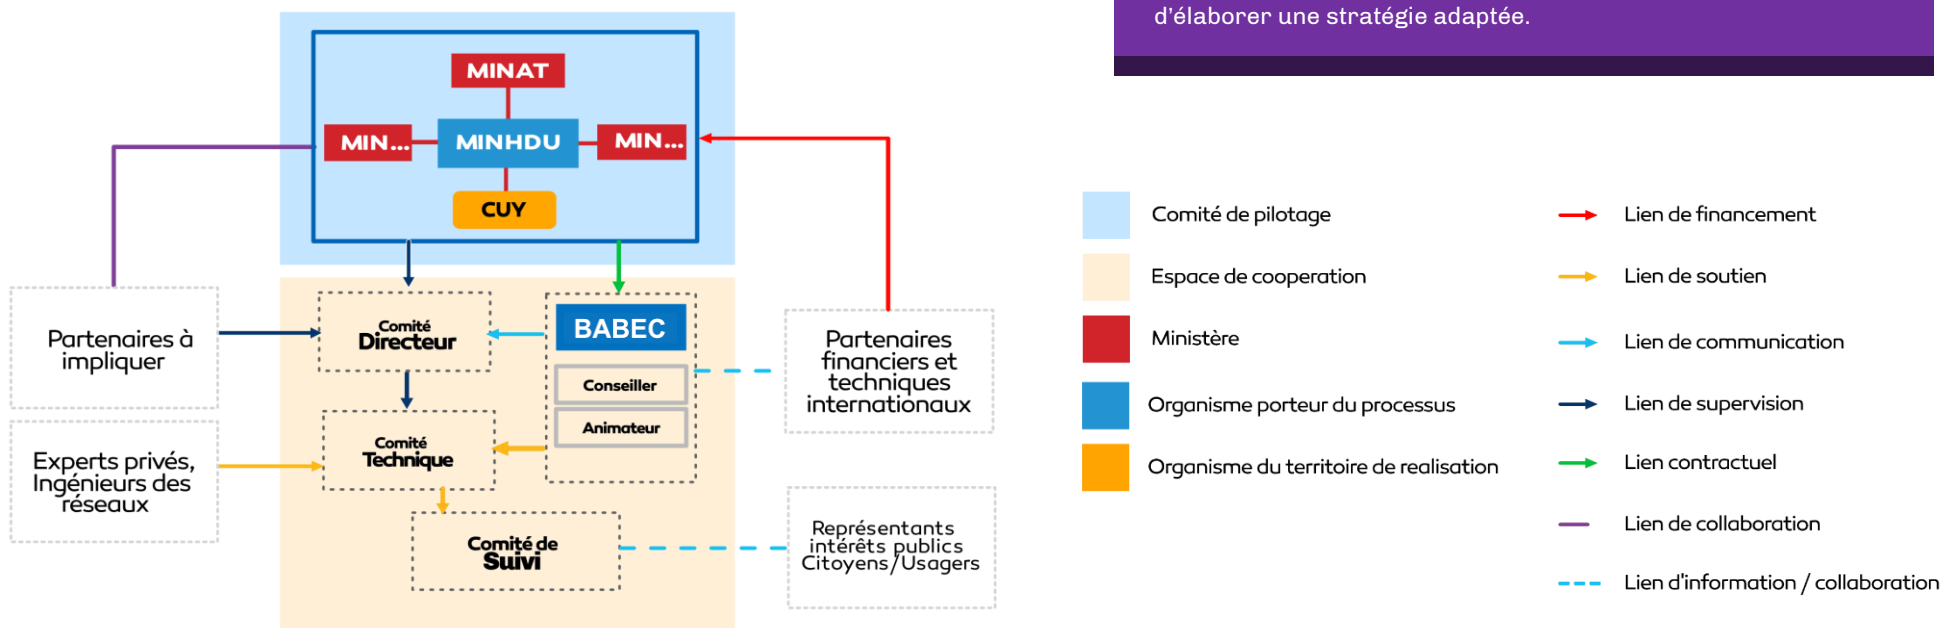 d’élaborer une stratégie adaptée.
MINAT
MIN...
MINHDU
MIN...
CUY
Partenaires à
impliquer
Comité
Directeur
BABEC
Conseiller
Animateur
Partenaires
financiers et
techniques
internationaux
Experts privés,
Ingénieurs des
réseaux
Comité
Technique
Comité de
Suivi
Représentants
intérêts publics
Citoyens/Usagers
Comité de pilotage
Espace de cooperation
Ministère
Organisme porteur du processus
Organisme du territoire de realisation
Lien de financement
Lien de soutien
Lien de communication
Lien de supervision
Lien contractuel
Lien de collaboration
Lien d'information / collaboration